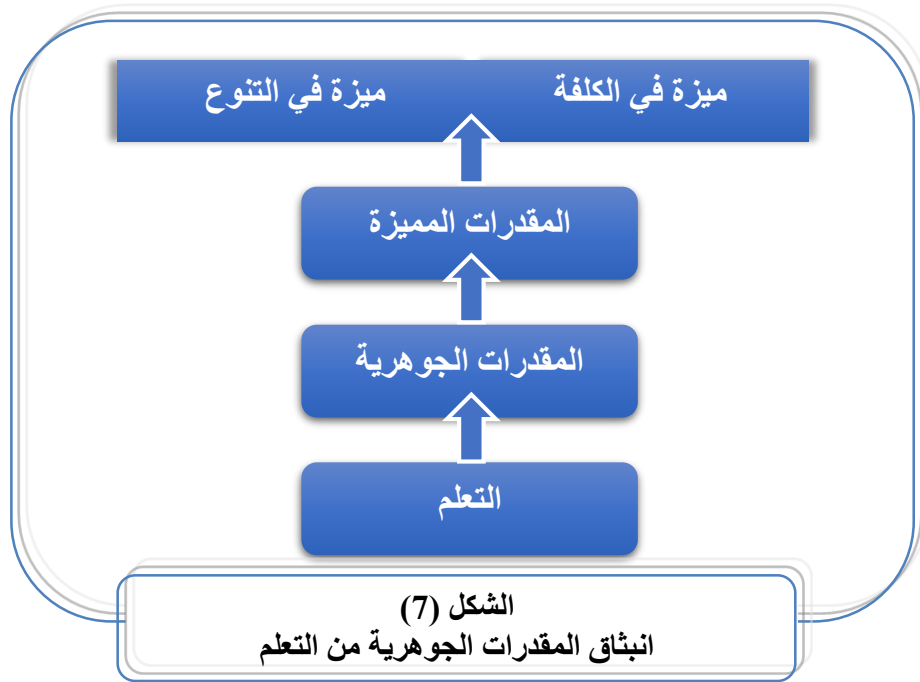 ميزة في الكلفة
ميزة في التنوع
المقدرات المميزة
المقدرات الجوهرية
التعلم
الشكل (7)
انبثاق المقدرات الجوهرية من التعلم